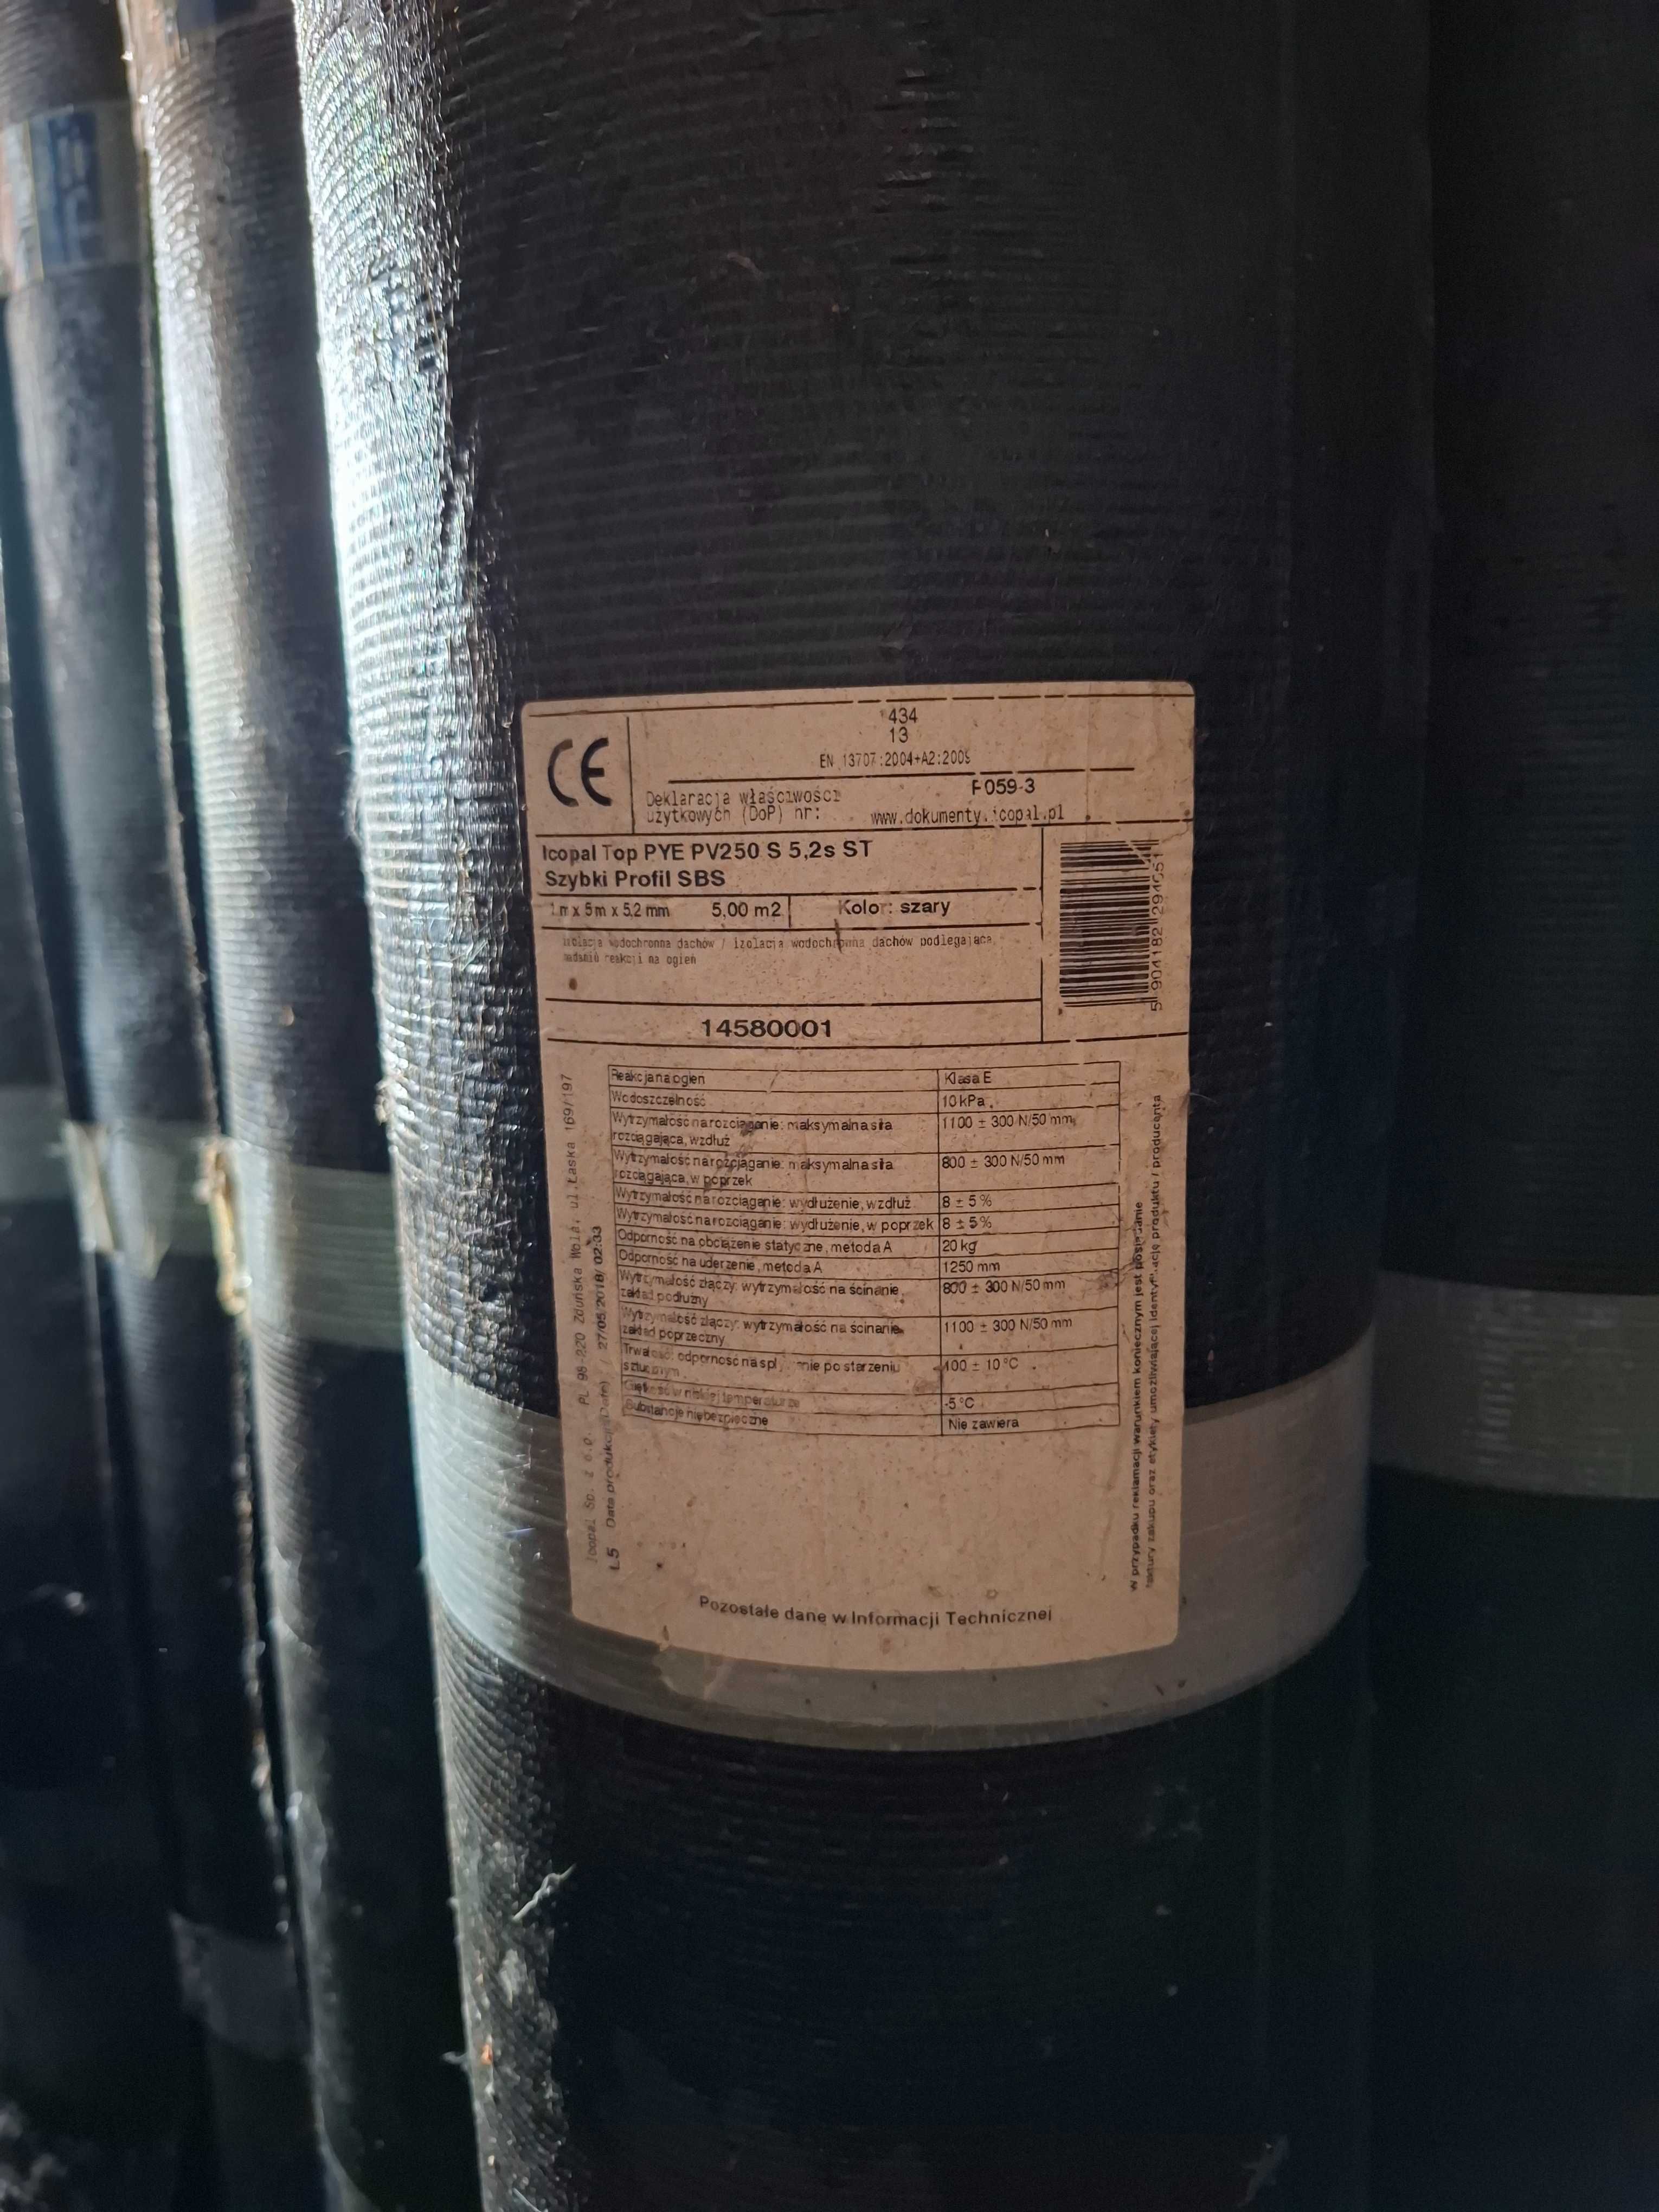 CE
434
13
EN 13707:2004+A2:2009
Deklaracja właściwości
użytkowych (DoP) nr:
P059-3
www.dokumenty.icopal.pl
Icopal Top PYE PV250 S 5,2s ST
Szybki Profil SBS
1m x 5m x 5,2 mm 5,00 m2 Kolor: szary
izolacja wodochronna dachów / izolacja wodochronna dachów podlegająca
badaniu reakcji na ogień
14580001
Reakcja na ogień Klasa E
Wodoszczelność 10 kPa
Wytrzymałość na rozciąganie: maksymalna siła
rozciągająca, wzdłuż 1100 ± 300 N/50 mm
Wytrzymałość na rozciąganie: maksymalna siła
rozciągająca, w poprzek 800 ± 300 N/50 mm
Wytrzymałość na rozciąganie: wydłużenie, wzdłuż 8 ± 5 %
Wytrzymałość na rozciąganie: wydłużenie, w poprzek 8 ± 5 %
Odporność na obciążenie statyczne, metoda A 20 kg
Odporność na uderzenie, metoda A 1250 mm
Wytrzymałość złączy: wytrzymałość na ścinanie,
zakład podłużny 800 ± 300 N/50 mm
Wytrzymałość złączy: wytrzymałość na ścinanie,
zakład poprzeczny 1100 ± 300 N/50 mm
Trwałość: odporność na po starzeniu
sztucznym 100 ± 10 °C
Giętkość w niskiej temperaturze -5 °C
Substancje niebezpieczne Nie zawiera
Pozostałe dane w Informacji Technicznej
Icopal Sp. z o.o. PL 98-220 Zduńska Wola, ul.Łaska 169/197
L5 Data produkcji (Date) / 27/05/2018/ 02:33
W przypadku reklamacji warunkiem koniecznym jest posiadanie
faktury zakupu oraz etykiety umożliwiającej identyfikację produktu / producenta